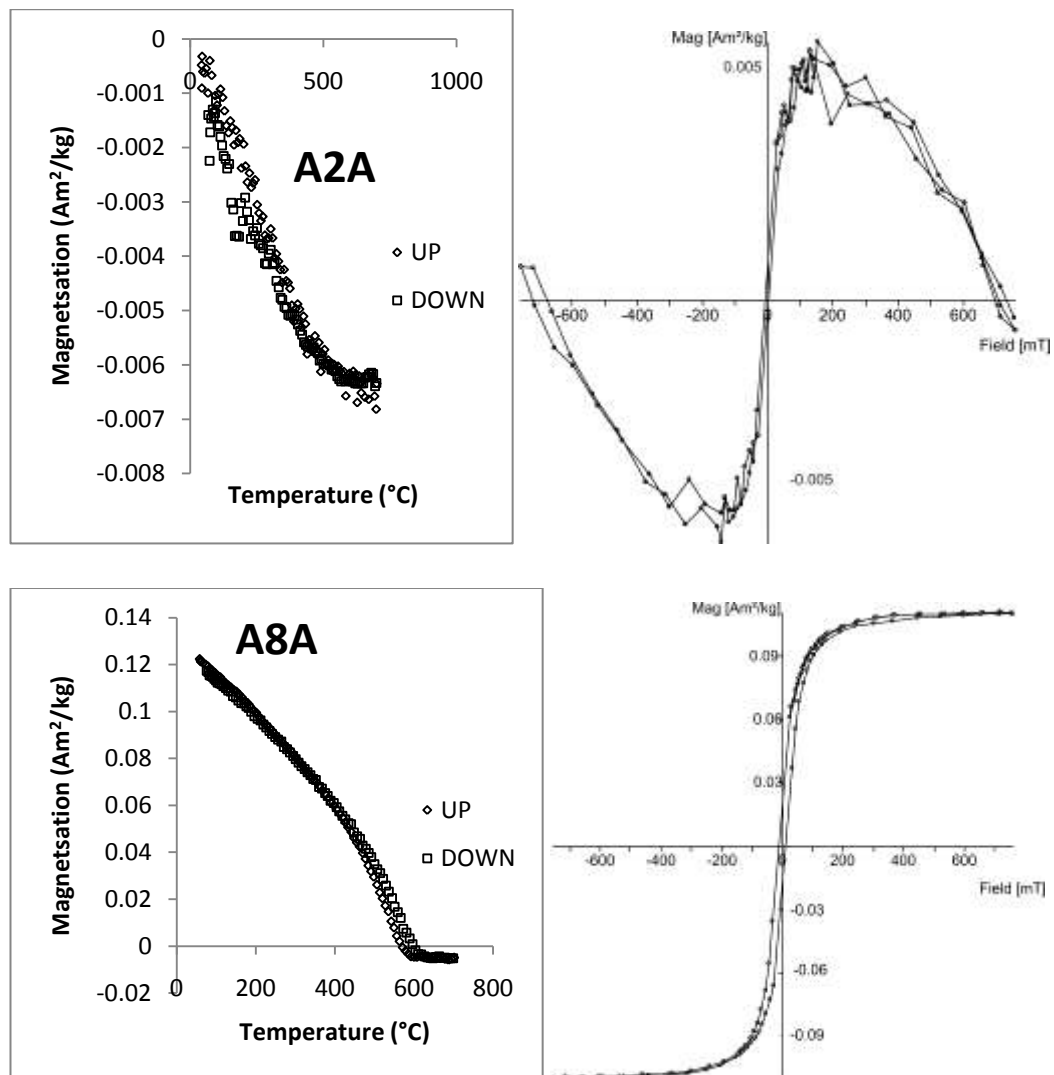 0
-0.001
-0.002
-0.003
-0.004
-0.005
-0.006
-0.007
-0.008
0 500 1000
A2A
UP
DOWN
Magnetsation (Am²/kg)
Temperature (°C)
Mag [Am²/kg]
0.005
-600 -400 -200 0 200 400 600
Field [mT]
-0.005
0.14
0.12
0.1
0.08
0.06
0.04
0.02
0
-0.02
0 200 400 600 800
A8A
UP
DOWN
Magnetsation (Am²/kg)
Temperature (°C)
Mag [Am³/kg]
0.09
0.06
0.03
-600 -400 -200 0 200 400 600
Field [mT]
-0.03
-0.06
-0.09